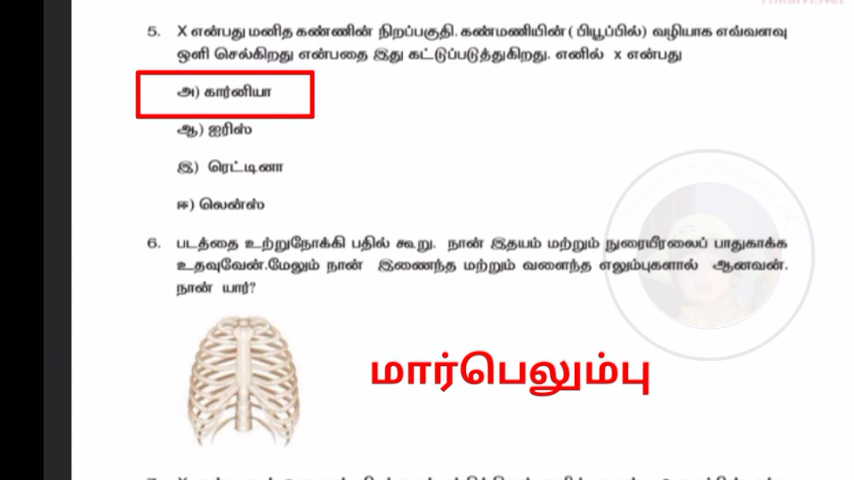 5. X என்பது மனித கண்ணின் நிறப்பகுதி. கண்மணியின் ( பியூப்பில்) வழியாக எவ்வளவு
ஒளி செல்கிறது என்பதை இது கட்டுப்படுத்துகிறது. எனில் x என்பது
அ) கார்னியா
ஆ) ஐரிஸ்
இ) ரெட்டினா
ஈ) லென்ஸ்
6. படத்தை உற்றுநோக்கி பதில் கூறு. நான் இதயம் மற்றும் நுரையீரலைப் பாதுகாக்க
உதவுவேன்.மேலும் நான் இணைந்த மற்றும் வளைந்த எலும்புகளால் ஆனவன்.
நான் யார்?
மார்பெலும்பு